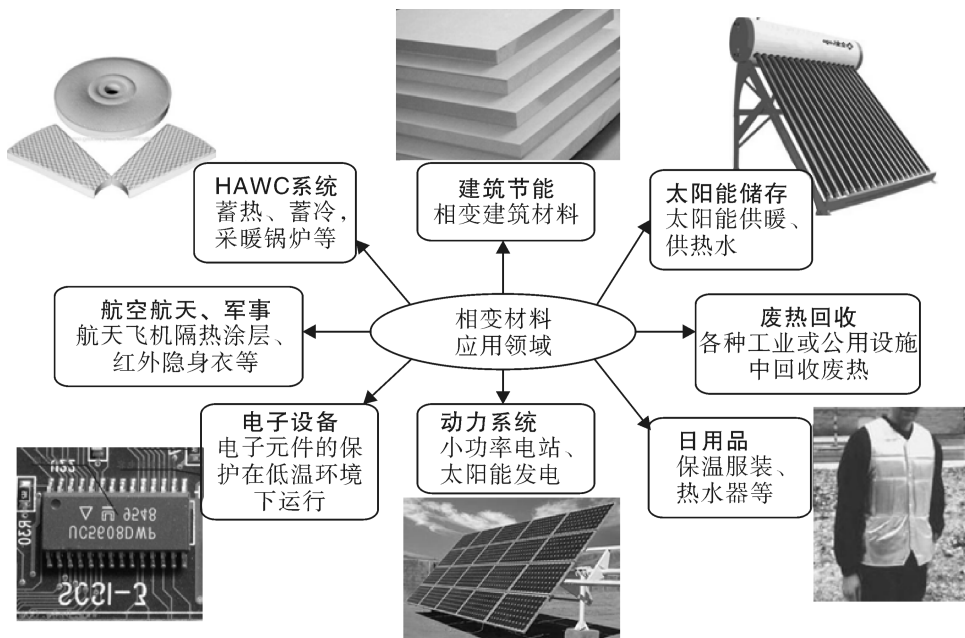 HAWC系统
蓄热、蓄冷，
采暖锅炉等
建筑节能
相变建筑材料
太阳能储存
太阳能供暖、
供热水
航空航天、军事
航天飞机隔热涂层、
红外隐身衣等
相变材料
应用领域
废热回收
各种工业或公用设施
中回收废热
电子设备
电子元件的保
护在低温环境
下运行
动力系统
小功率电站、
太阳能发电
日用品
保温服装、
热水器等
9548
UC5608DWP
SCSI-3
R30